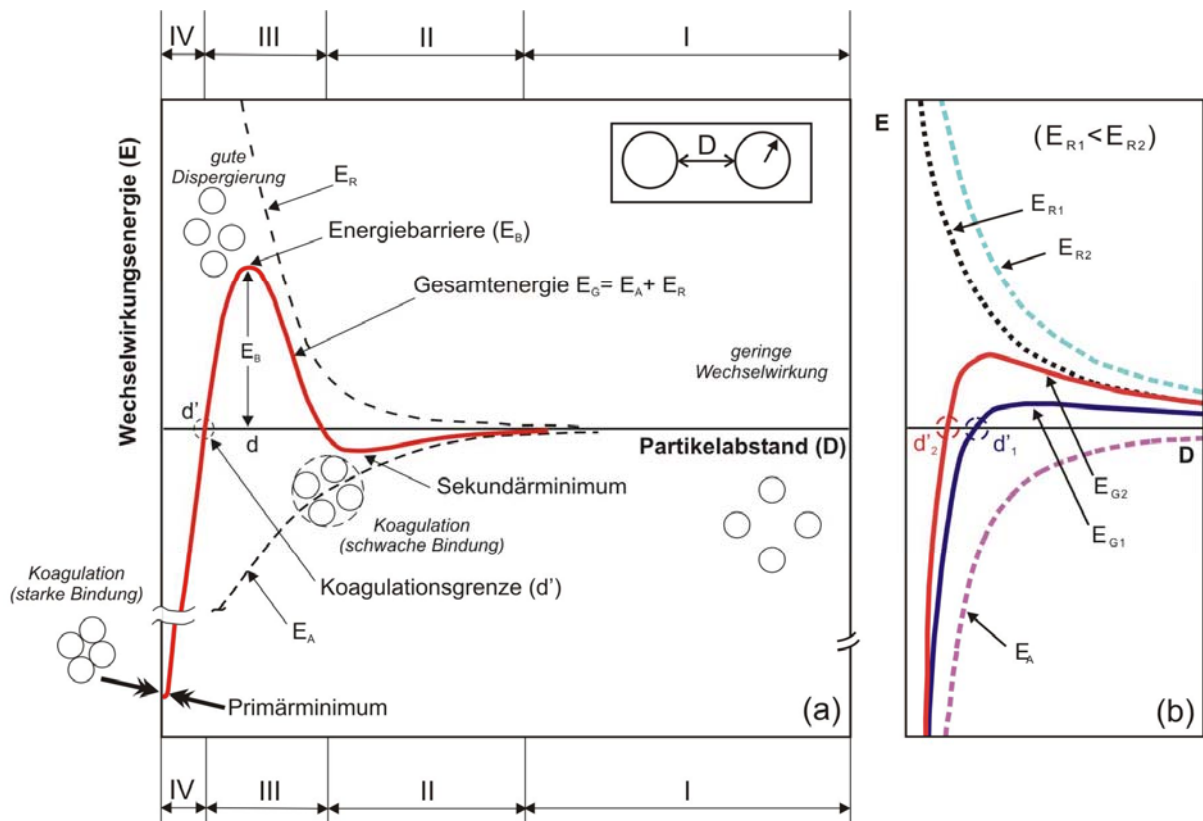 IV
III
II
I
Wechselwirkungsenergie (E)
gute
Dispergierung
E_R
Energiebarriere (E_B)
Gesamtenergie E_G= E_A+ E_R
D
E_B
geringe
Wechselwirkung
d'
d
Partikelabstand (D)
Sekundärminimum
Koagulation
(schwache Bindung)
Koagulation
(starke Bindung)
Koagulationsgrenze (d')
E_A
Primärminimum
(a)
IV
III
II
I
E
(E_R1<E_R2)
E_R1
E_R2
d'_2
d'_1
D
E_G2
E_G1
E_A
(b)